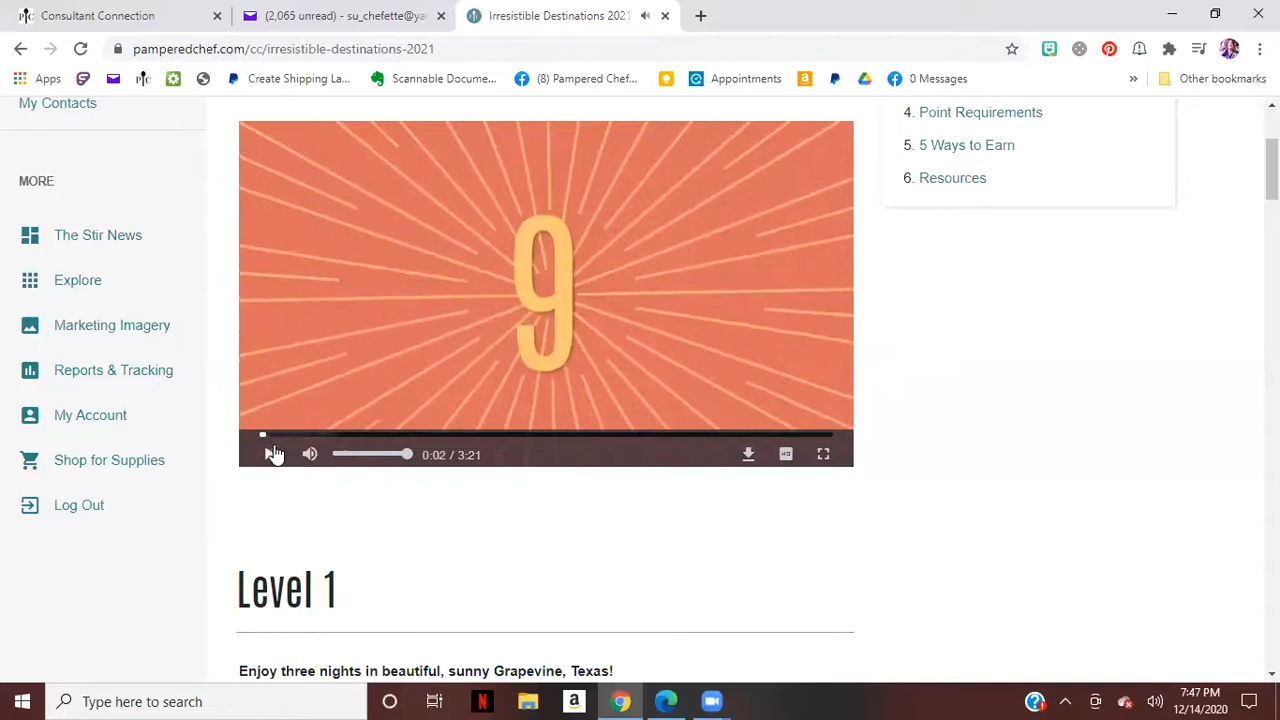 Consultant Connection
(2,065 unread) - su_chefette@ya
Irresistible Destinations 2021
pamperedchef.com/cc/irresistible-destinations-2021
Apps
Create Shipping La...
Scannable Docume...
(8) Pampered Chef...
Appointments
0 Messages
Other bookmarks
My Contacts
MORE
The Stir News
Explore
Marketing Imagery
Reports & Tracking
My Account
Shop for Supplies
Log Out
9
0:02 / 3:21
HD
4. Point Requirements
5. 5 Ways to Earn
6. Resources
Level 1
Enjoy three nights in beautiful, sunny Grapevine, Texas!
Type here to search
7:47 PM
12/14/2020